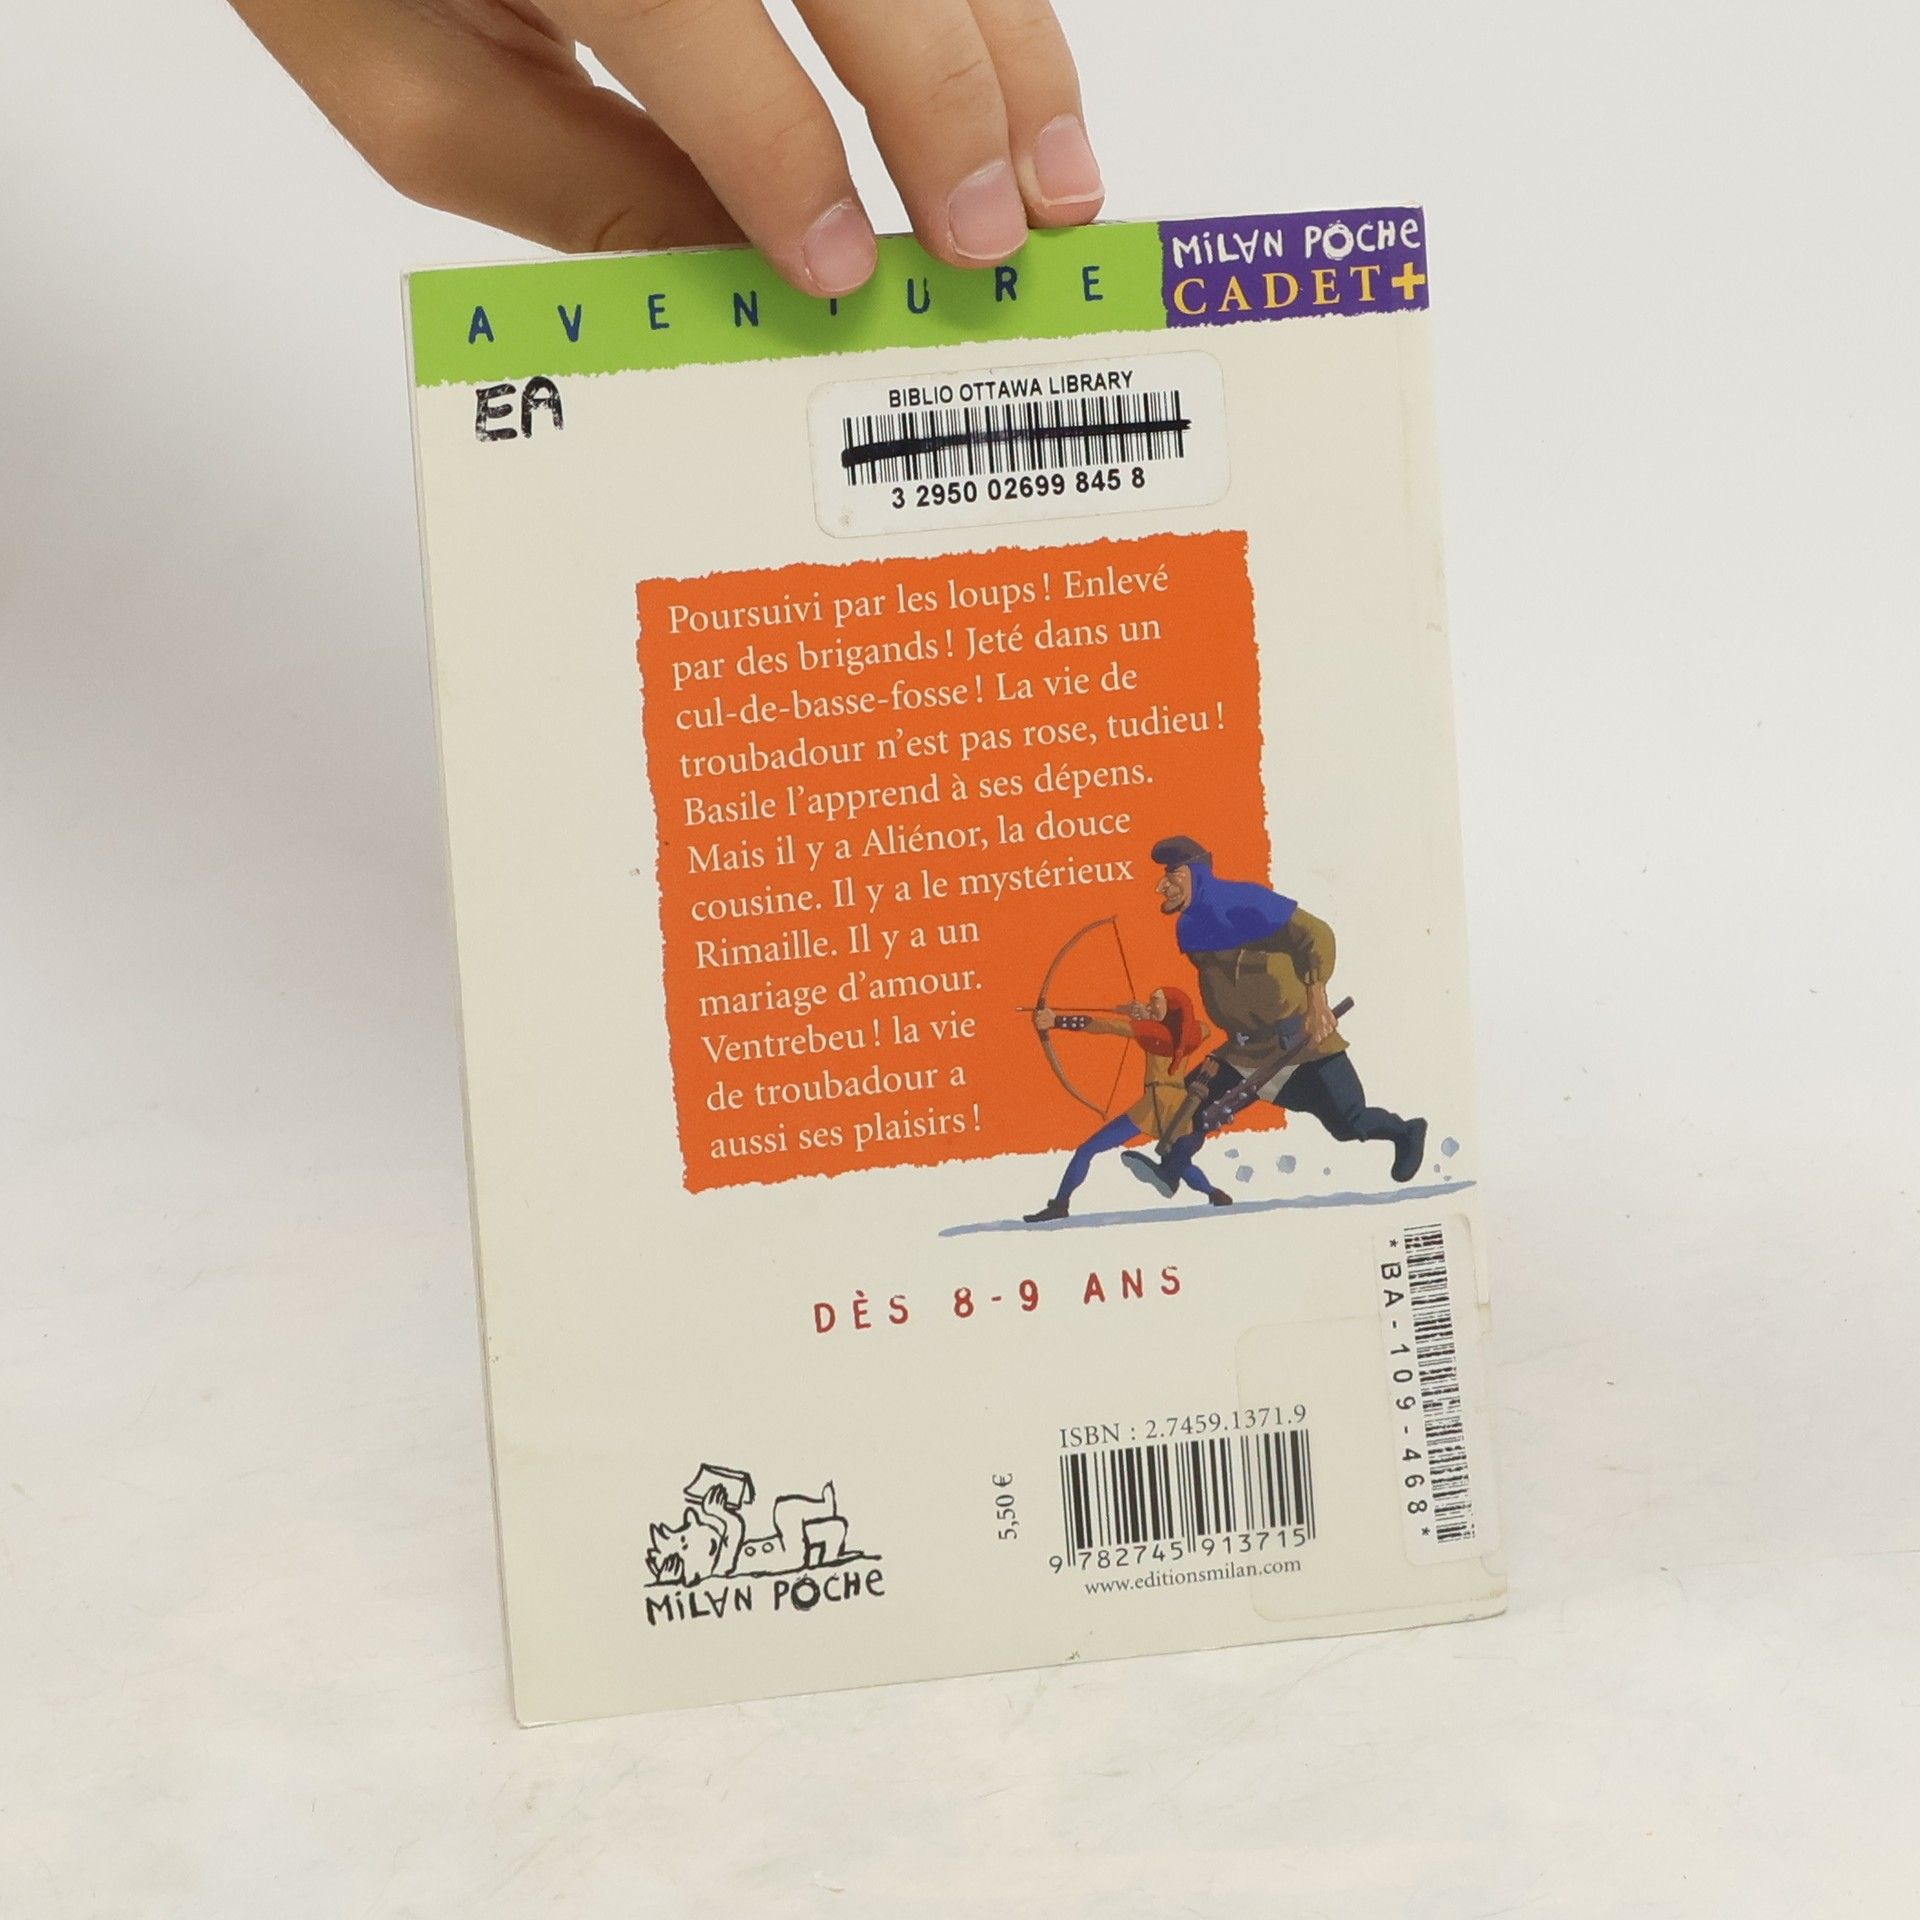 AVENTURE
MiLAN POCHe
CADET+
EA
BIBLIO OTTAWA LIBRARY
3 2950 02699 845 8
Poursuivi par les loups ! Enlevé
par des brigands ! Jeté dans un
cul-de-basse-fosse ! La vie de
troubadour n'est pas rose, tudieu !
Basile l'apprend à ses dépens.
Mais il y a Aliénor, la douce
cousine. Il y a le mystérieux
Rimaille. Il y a un
mariage d'amour.
Ventrebeu ! la vie
de troubadour a
aussi ses plaisirs !
DÈS 8-9 ANS
*BA-109-468*
ISBN : 2.7459.1371.9
5,50 €
9 782745 913715
www.editionsmilan.com
MiLAN POCHe